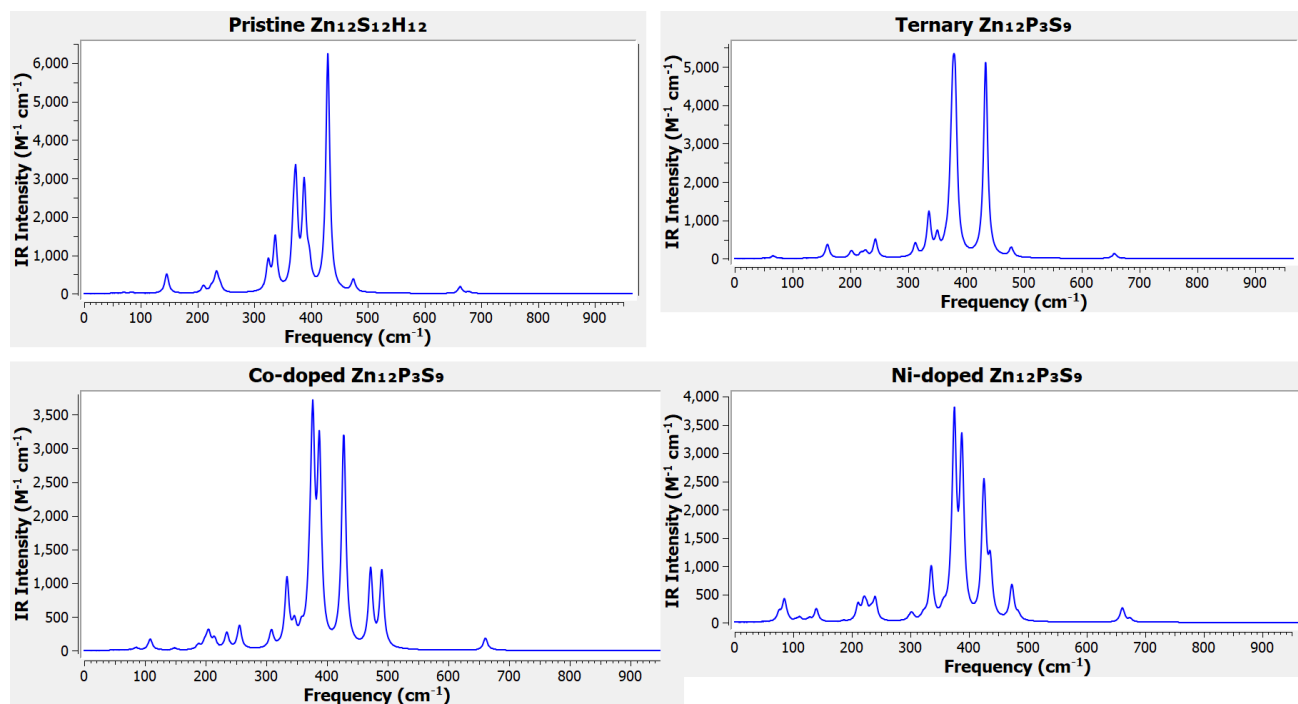 Pristine Zn₁₂S₁₂H₁₂
IR Intensity (M⁻¹ cm⁻¹)
6,000
5,000
4,000
3,000
2,000
1,000
0
0 100 200 300 400 500 600 700 800 900
Frequency (cm⁻¹)
Ternary Zn₁₂P₃S₉
IR Intensity (M⁻¹ cm⁻¹)
5,000
4,000
3,000
2,000
1,000
0
0 100 200 300 400 500 600 700 800 900
Frequency (cm⁻¹)
Co-doped Zn₁₂P₃S₉
IR Intensity (M⁻¹ cm⁻¹)
3,500
3,000
2,500
2,000
1,500
1,000
500
0
0 100 200 300 400 500 600 700 800 900
Frequency (cm⁻¹)
Ni-doped Zn₁₂P₃S₉
IR Intensity (M⁻¹ cm⁻¹)
4,000
3,500
3,000
2,500
2,000
1,500
1,000
500
0
0 100 200 300 400 500 600 700 800 900
Frequency (cm⁻¹)